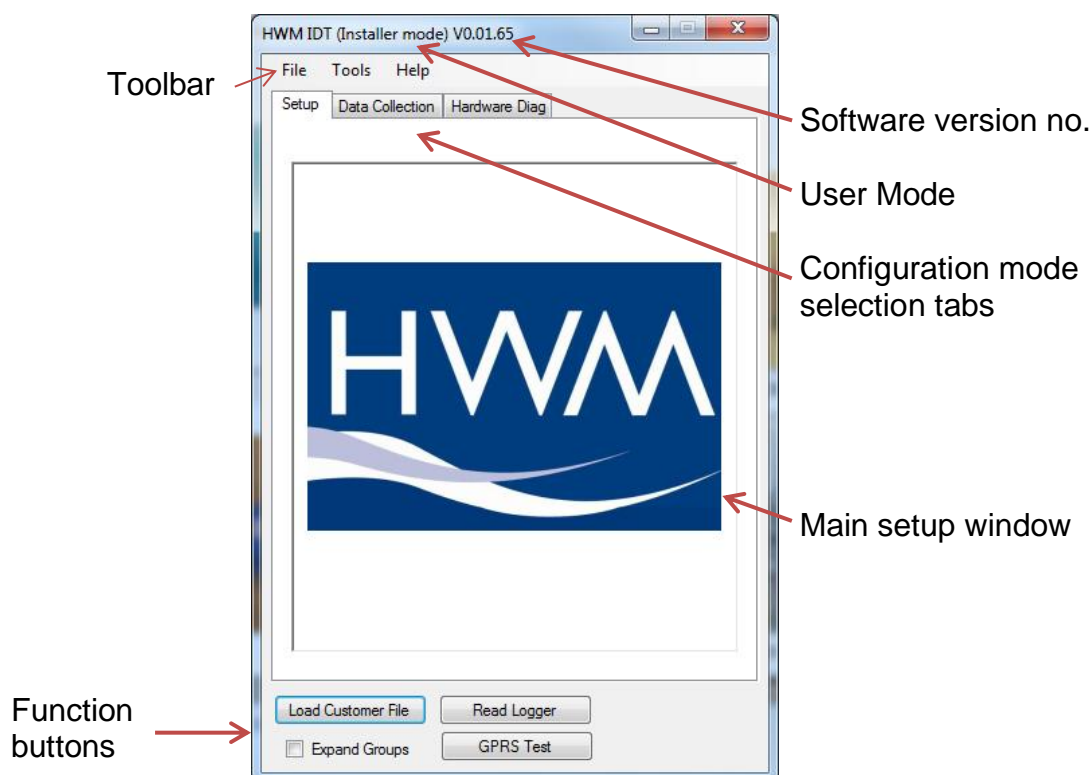 HWM IDT (Installer mode) V0.01.65
File Tools Help
Toolbar
Setup Data Collection Hardware Diag
Software version no.
User Mode
Configuration mode
selection tabs
HWM
Main setup window
Load Customer File Read Logger
Function
buttons
Expand Groups GPRS Test